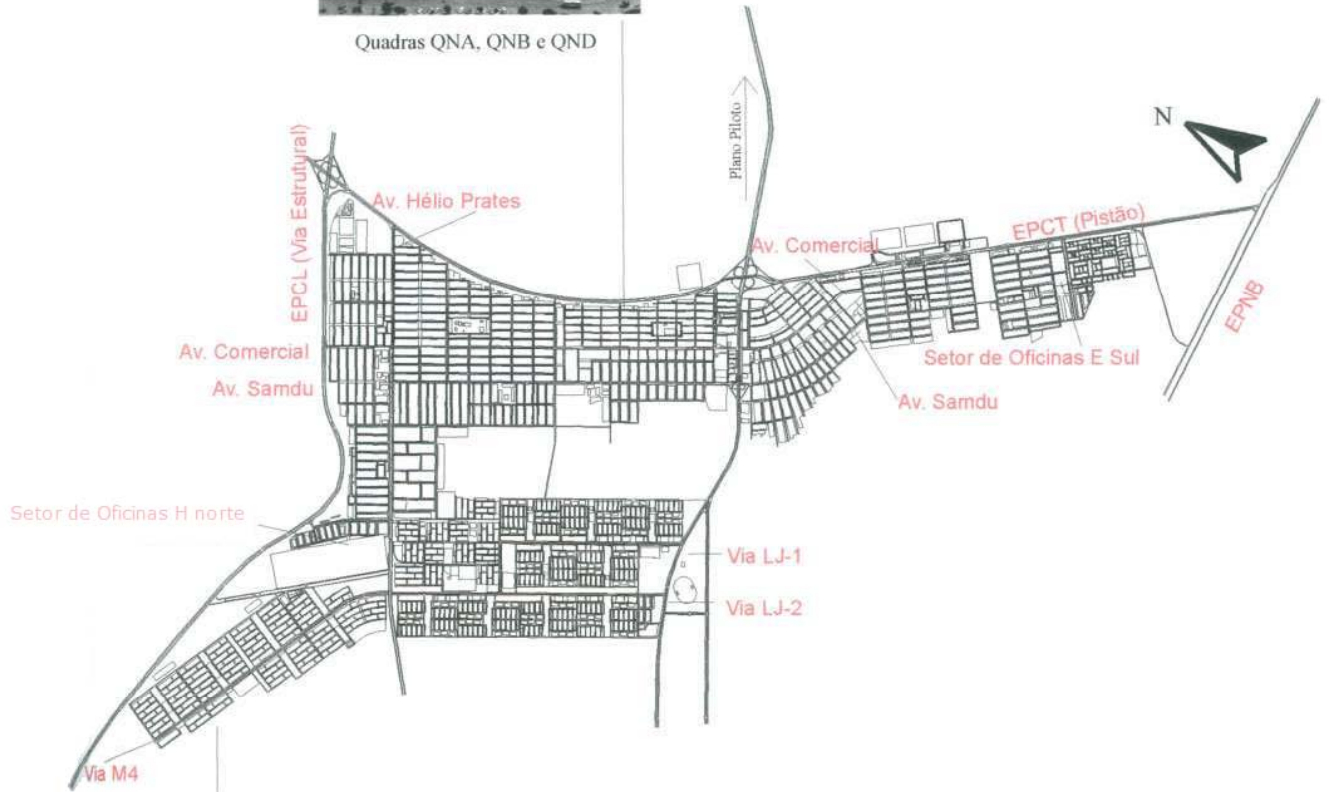 Quadras QNA, QNB e QND
Plano Piloto
N
EPCL (Via Estrutural)
Av. Hélio Prates
EPCT (Pistão)
Av. Comercial
EPNB
Av. Comercial
Setor de Oficinas E Sul
Av. Samdu
Av. Samdu
Setor de Oficinas H norte
Via LJ-1
Via LJ-2
Via M4